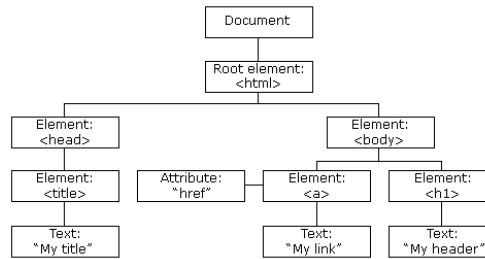 Document
Root element:
<html>
Element:
<head>
Element:
<body>
Element:
<title>
Attribute:
"href"
Element:
<a>
Element:
<h1>
Text:
"My title"
Text:
"My link"
Text:
"My header"